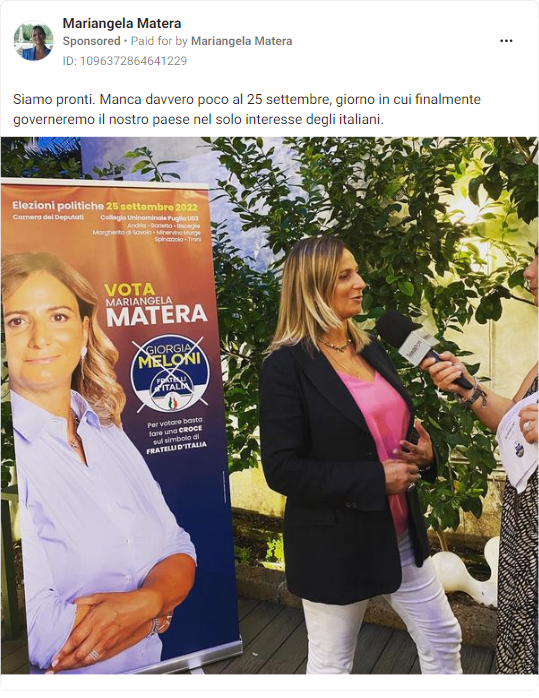 Mariangela Matera
Sponsored • Paid for by Mariangela Matera
ID: 1096372864641229
Siamo pronti. Manca davvero poco al 25 settembre, giorno in cui finalmente
governeremo il nostro paese nel solo interesse degli italiani.
Elezioni politiche 25 settembre 2022
Camera dei Deputati
Collegio Uninominale Puglia U03
Andria • Barletta • Bisceglie
Margherita di Savoia • Minervino Murge
Spinazzola • Trani
VOTA
MARIANGELA
MATERA
GIORGIA
MELONI
FRATELLI
d'ITALIA
Per votare basta
fare una CROCE
sul simbolo di
FRATELLI D'ITALIA